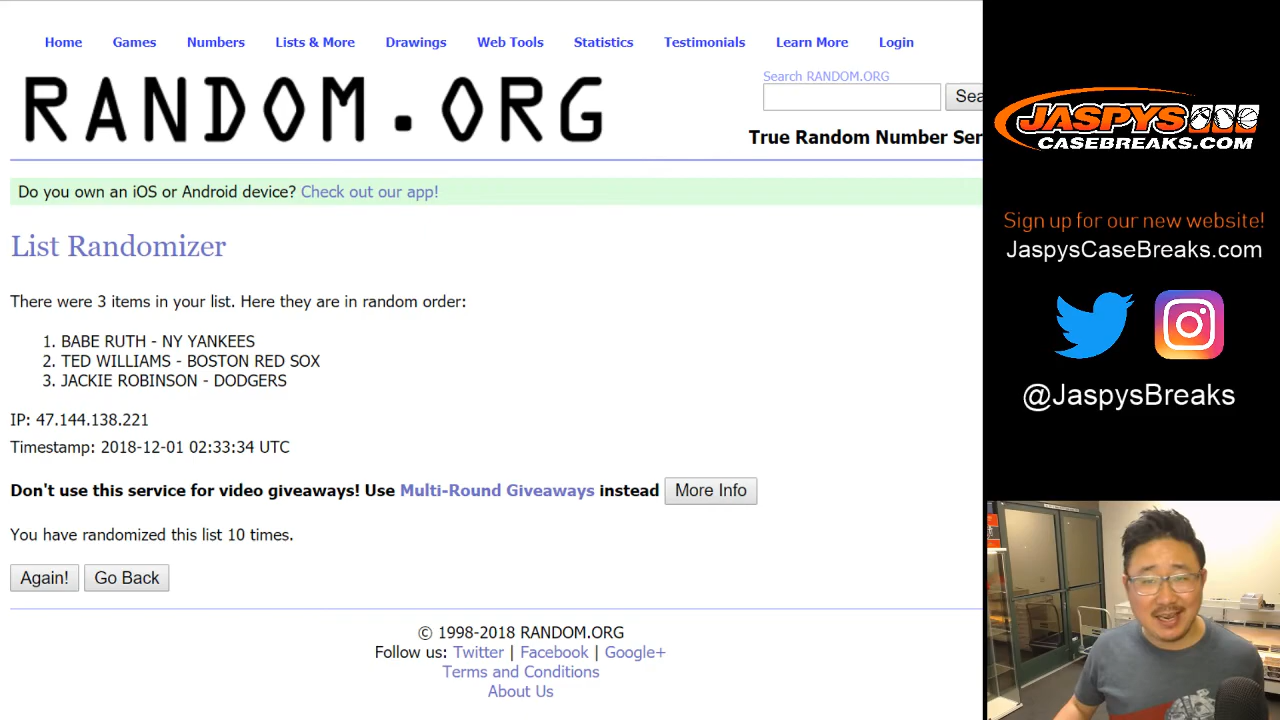 Home Games Numbers Lists & More Drawings Web Tools Statistics Testimonials Learn More Login
RANDOM.ORG
Search RANDOM.ORG
Sea
True Random Number Ser
Do you own an iOS or Android device? Check out our app!
List Randomizer
There were 3 items in your list. Here they are in random order:
1. BABE RUTH - NY YANKEES
2. TED WILLIAMS - BOSTON RED SOX
3. JACKIE ROBINSON - DODGERS
IP: 47.144.138.221
Timestamp: 2018-12-01 02:33:34 UTC
Don't use this service for video giveaways! Use Multi-Round Giveaways instead More Info
You have randomized this list 10 times.
Again! Go Back
© 1998-2018 RANDOM.ORG
Follow us: Twitter | Facebook | Google+
Terms and Conditions
About Us
JASPYS
CASEBREAKS.COM
Sign up for our new website!
JaspysCaseBreaks.com
@JaspysBreaks